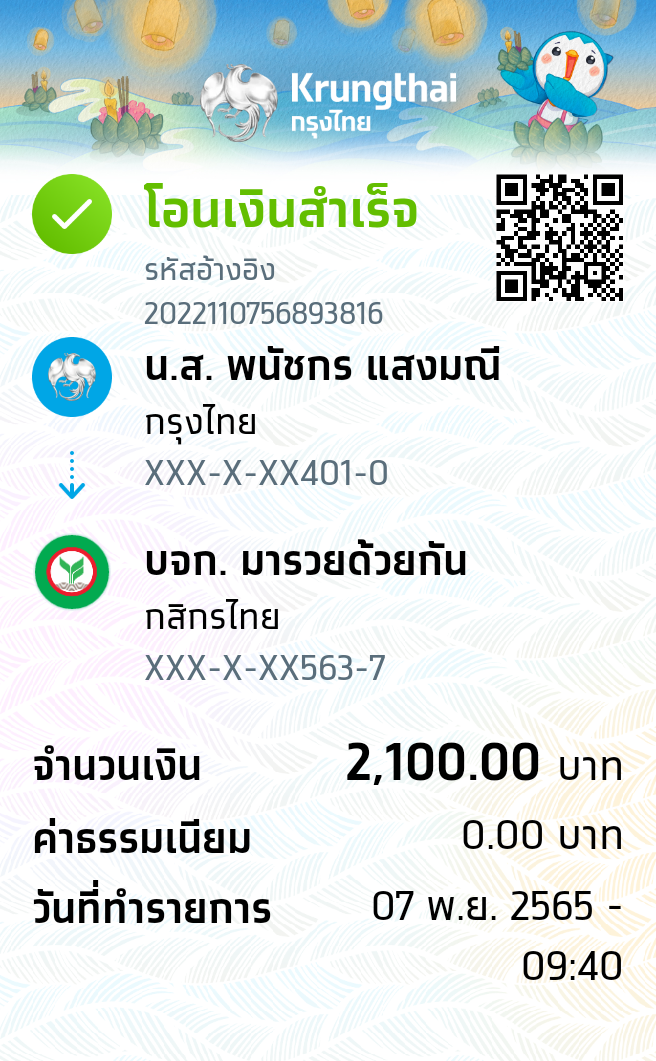 Krungthai
กรุงไทย
โอนเงินสำเร็จ
รหัสอ้างอิง
2022110756893816
น.ส. พนัชกร แสงมณี
กรุงไทย
XXX-X-XX401-0
บจก. มารวยด้วยกัน
กสิกรไทย
XXX-X-XX563-7
จำนวนเงิน 2,100.00 บาท
ค่าธรรมเนียม 0.00 บาท
วันที่ทำรายการ 07 พ.ย. 2565 -
09:40